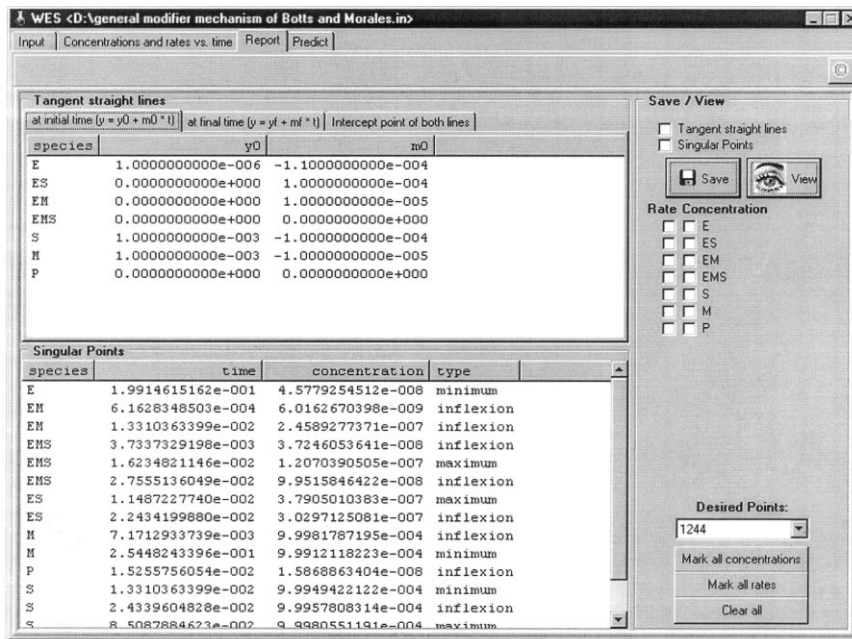 WES <D:\general modifier mechanism of Botts and Morales.in>
Input Concentrations and rates vs. time Report Predict
Tangent straight lines
at initial time (y = y0 + m0 * t) at final time (y = yf + mf * t) Intercept point of both lines
species y0 m0
E 1.0000000000e-006 -1.1000000000e-004
ES 0.0000000000e+000 1.0000000000e-004
EM 0.0000000000e+000 1.0000000000e-005
EMS 0.0000000000e+000 0.0000000000e+000
S 1.0000000000e-003 -1.0000000000e-004
M 1.0000000000e-003 -1.0000000000e-005
P 0.0000000000e+000 0.0000000000e+000
Singular Points
species time concentration type
E 1.9914615162e-001 4.5779254512e-008 minimum
EM 6.1628348503e-004 6.0162670398e-009 inflexion
EM 1.3310363399e-002 2.4589277371e-007 inflexion
EMS 3.7337329198e-003 3.7246053641e-008 inflexion
EMS 1.6234821146e-002 1.2070390505e-007 maximum
EMS 2.7555136049e-002 9.9515846422e-008 inflexion
ES 1.1487227740e-002 3.7905010383e-007 maximum
ES 2.2434199880e-002 3.0297125081e-007 inflexion
M 7.1712933739e-003 9.9981787195e-004 inflexion
M 2.5448243396e-001 9.9912118223e-004 minimum
P 1.5255756054e-002 1.5868863404e-008 inflexion
S 1.3310363399e-002 9.9949422122e-004 minimum
S 2.4339604828e-002 9.9957808314e-004 inflexion
S 8.5087884623e-002 9.9980551191e-004 maximum
Save / View
Tangent straight lines
Singular Points
Save View
Rate Concentration
E
ES
EM
EMS
S
M
P
Desired Points:
1244
Mark all concentrations
Mark all rates
Clear all